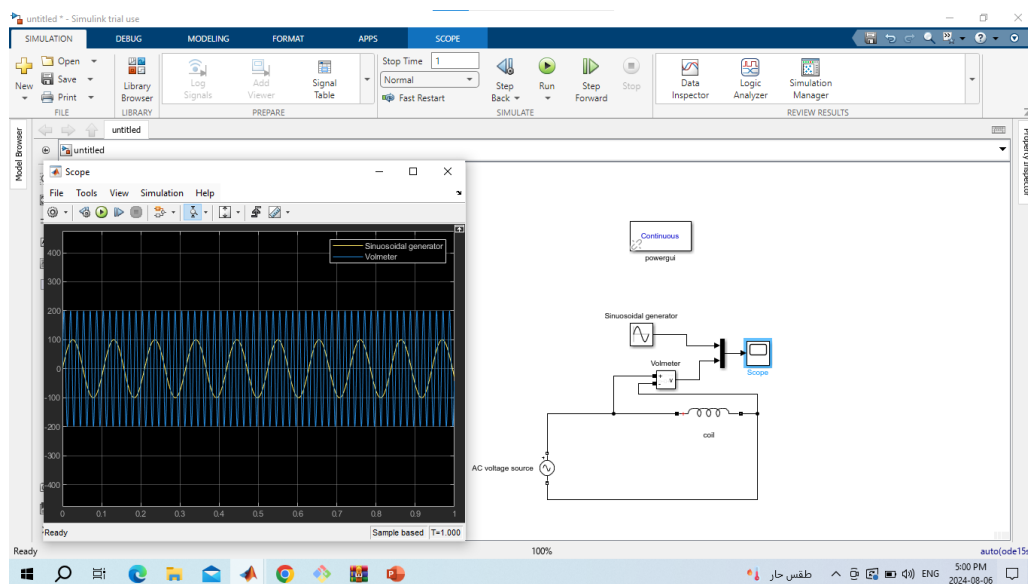 untitled * - Simulink trial use
SIMULATION DEBUG MODELING FORMAT APPS SCOPE
New
Open
Save
Print
FILE
Library Browser
LIBRARY
Log Signals
Add Viewer
Signal Table
PREPARE
Stop Time 1
Normal
Fast Restart
Step Back
Run
Step Forward
Stop
SIMULATE
Data Inspector
Logic Analyzer
Simulation Manager
REVIEW RESULTS
untitled
Model Browser
Property Inspector
untitled
Scope
File Tools View Simulation Help
Sinuosoidal generator
Volmeter
400
300
200
100
0
-100
-200
-300
-400
0 0.1 0.2 0.3 0.4 0.5 0.6 0.7 0.8 0.9 1
Ready
Sample based T=1.000
Continuous
powergui
Sinuosoidal generator
Volmeter
v
+
-
Scope
coil
AC voltage source
+
Ready
100%
auto(ode15s
طقس حار
ENG
5:00 PM
2024-08-06